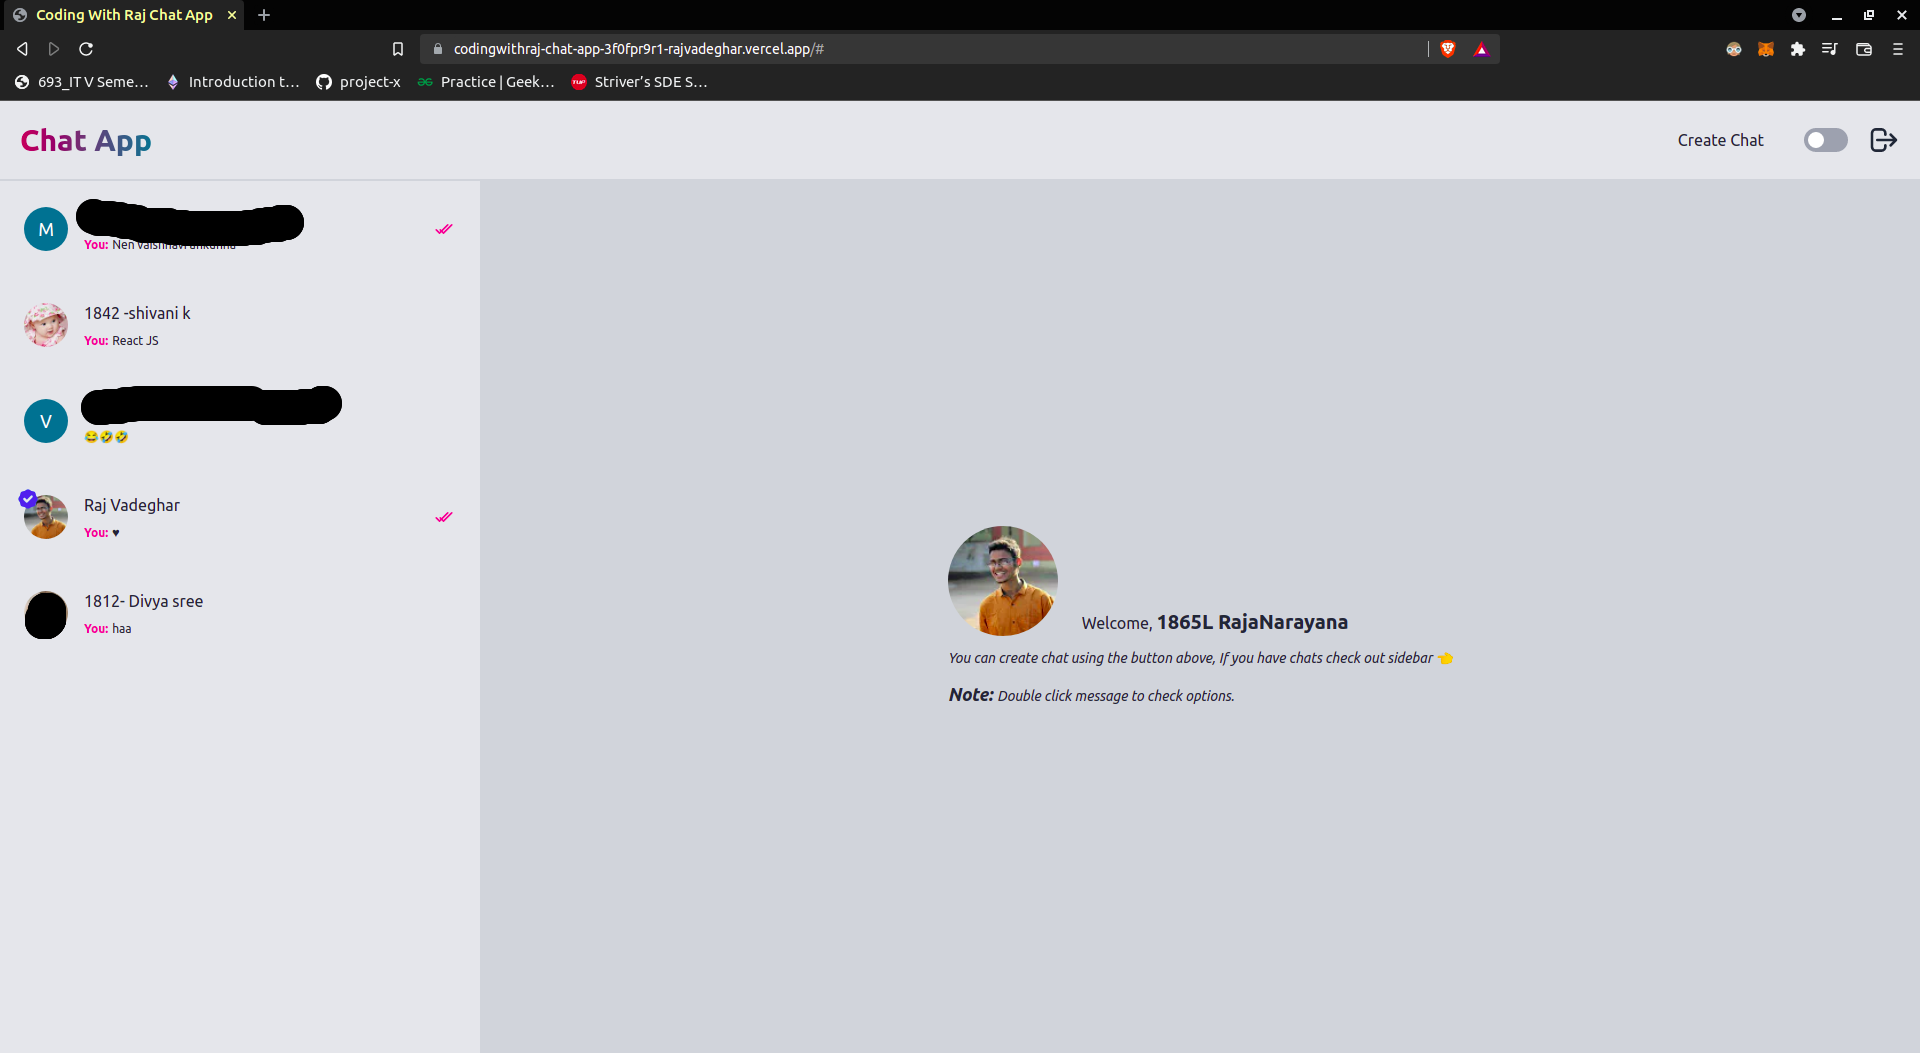 Coding With Raj Chat App
codingwithraj-chat-app-3f0fpr9r1-rajvadeghar.vercel.app/#
693_IT V Seme… Introduction t… project-x Practice | Geek… TUF Striver’s SDE S…
Chat App
Create Chat
M
You: Nen
1842 -shivani k
You: React JS
V
😂🤣🤣
Raj Vadeghar
You: ♥
1812- Divya sree
You: haa
Welcome, 1865L RajaNarayana
You can create chat using the button above, If you have chats check out sidebar 👈
Note: Double click message to check options.